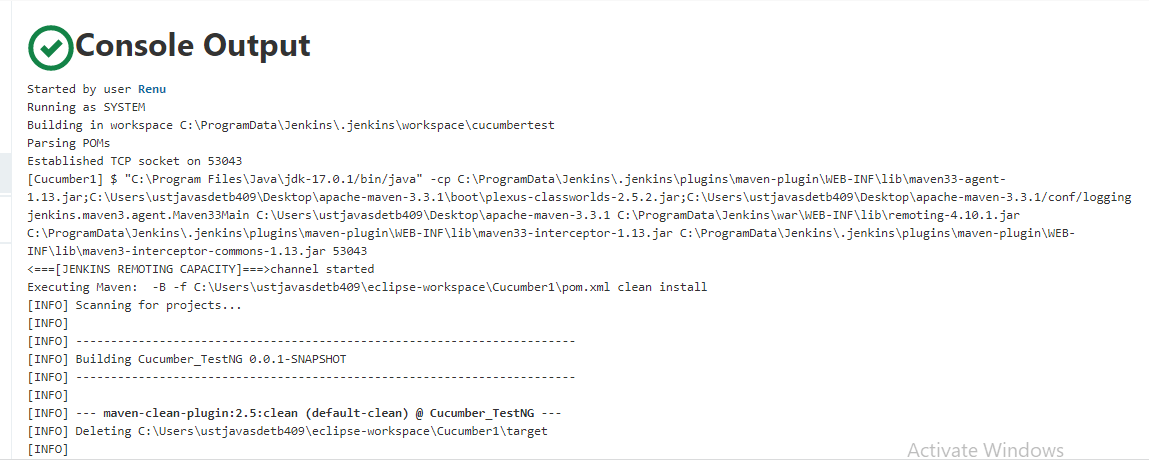 Console Output
Started by user Renu
Running as SYSTEM
Building in workspace C:\ProgramData\Jenkins\.jenkins\workspace\cucumbertest
Parsing POMs
Established TCP socket on 53043
[Cucumber1] $ "C:\Program Files\Java\jdk-17.0.1/bin/java" -cp C:\ProgramData\Jenkins\.jenkins\plugins\maven-plugin\WEB-INF\lib\maven33-agent-
1.13.jar;C:\Users\ustjavasdetb409\Desktop\apache-maven-3.3.1\boot\plexus-classworlds-2.5.2.jar;C:\Users\ustjavasdetb409\Desktop\apache-maven-3.3.1/conf/logging
jenkins.maven3.agent.Maven33Main C:\Users\ustjavasdetb409\Desktop\apache-maven-3.3.1 C:\ProgramData\Jenkins\war\WEB-INF\lib\remoting-4.10.1.jar
C:\ProgramData\Jenkins\.jenkins\plugins\maven-plugin\WEB-INF\lib\maven33-interceptor-1.13.jar C:\ProgramData\Jenkins\.jenkins\plugins\maven-plugin\WEB-
INF\lib\maven3-interceptor-commons-1.13.jar 53043
<===[JENKINS REMOTING CAPACITY]===>channel started
Executing Maven:  -B -f C:\Users\ustjavasdetb409\eclipse-workspace\Cucumber1\pom.xml clean install
[INFO] Scanning for projects...
[INFO]
[INFO] ------------------------------------------------------------------------
[INFO] Building Cucumber_TestNG 0.0.1-SNAPSHOT
[INFO] ------------------------------------------------------------------------
[INFO]
[INFO] --- maven-clean-plugin:2.5:clean (default-clean) @ Cucumber_TestNG ---
[INFO] Deleting C:\Users\ustjavasdetb409\eclipse-workspace\Cucumber1\target
[INFO]
Activate Windows